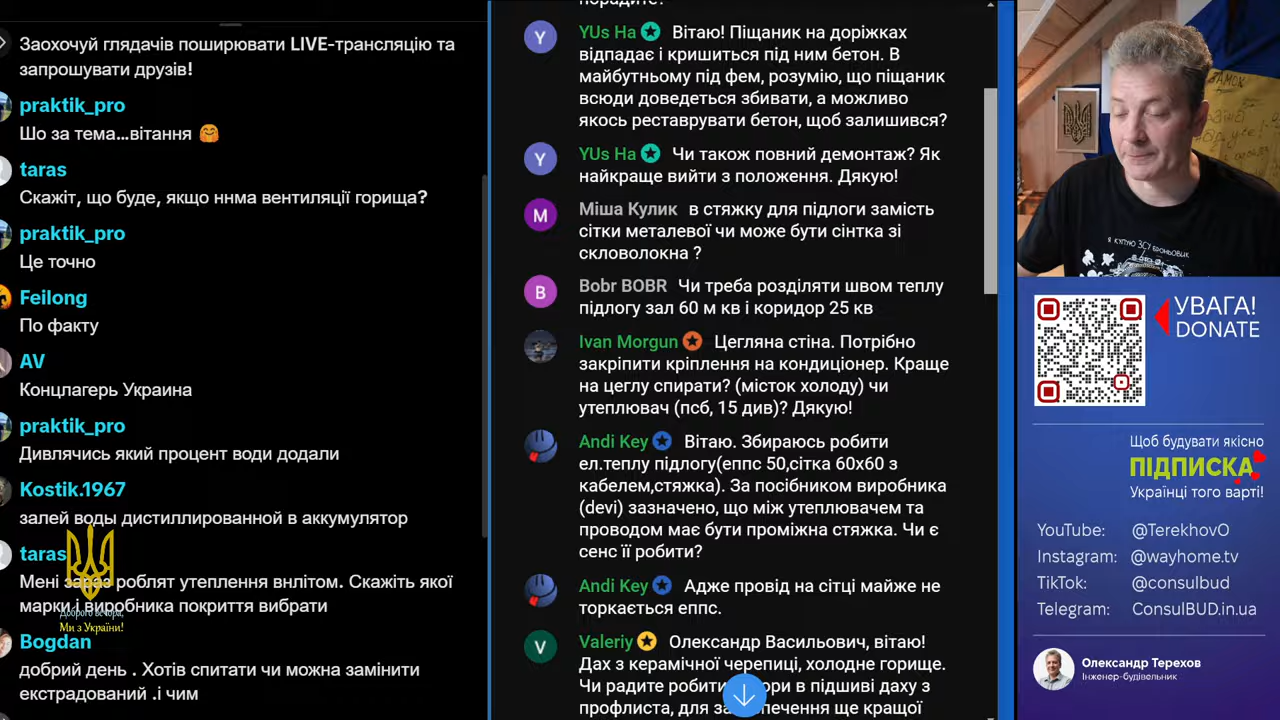 Заохочуй глядачів поширювати LIVE-трансляцію та
запрошувати друзів!
praktik_pro
Шо за тема...вітання 🤗
taras
Скажіт, що буде, якщо ннма вентиляції горища?
praktik_pro
Це точно
Feilong
По факту
AV
Концлагерь Украина
praktik_pro
Дивлячись який процент води додали
Kostik.1967
залей воды дистиллированной в аккумулятор
taras
Мені зараз роблят утеплення внлітом. Скажіть якої
марки і виробника покриття вибрати
Доброго вечора,
Ми з України!
Bogdan
добрий день . Хотів спитати чи можна замінити
екстрадований .і чим
порадите?
YUs Ha Вітаю! Піщаник на доріжках
відпадає і кришиться під ним бетон. В
майбутньому під фем, розумію, що піщаник
всюди доведеться збивати, а можливо
якось реставрувати бетон, щоб залишився?
YUs Ha Чи також повний демонтаж? Як
найкраще вийти з положення. Дякую!
Міша Кулик в стяжку для підлоги замість
сітки металевої чи може бути сінтка зі
скловолокна ?
Bobr BOBR Чи треба розділяти швом теплу
підлогу зал 60 м кв і коридор 25 кв
Ivan Morgun Цегляна стіна. Потрібно
закріпити кріплення на кондиціонер. Краще
на цеглу спирати? (місток холоду) чи
утеплювач (псб, 15 див)? Дякую!
Andi Key Вітаю. Збираюсь робити
ел.теплу підлогу(еппс 50,сітка 60х60 з
кабелем,стяжка). За посібником виробника
(devi) зазначено, що між утеплювачем та
проводом має бути проміжна стяжка. Чи є
сенс її робити?
Andi Key Адже провід на сітці майже не
торкається еппс.
Valeriy Олександр Васильович, вітаю!
Дах з керамічної черепиці, холодне горище.
Чи радите робити в підшиві даху з
профлиста, для ще кращої
Y
Y
M
B
V
Я КУПУЮ ЗСУ БРОНЬОВИК
УВАГА!
DONATE
Щоб будувати якісно
ПІДПИСКА
Українці того варті!
YouTube: @TerekhovO
Instagram: @wayhome.tv
TikTok: @consulbud
Telegram: ConsulBUD.in.ua
Олександр Терехов
Інженер-будівельник